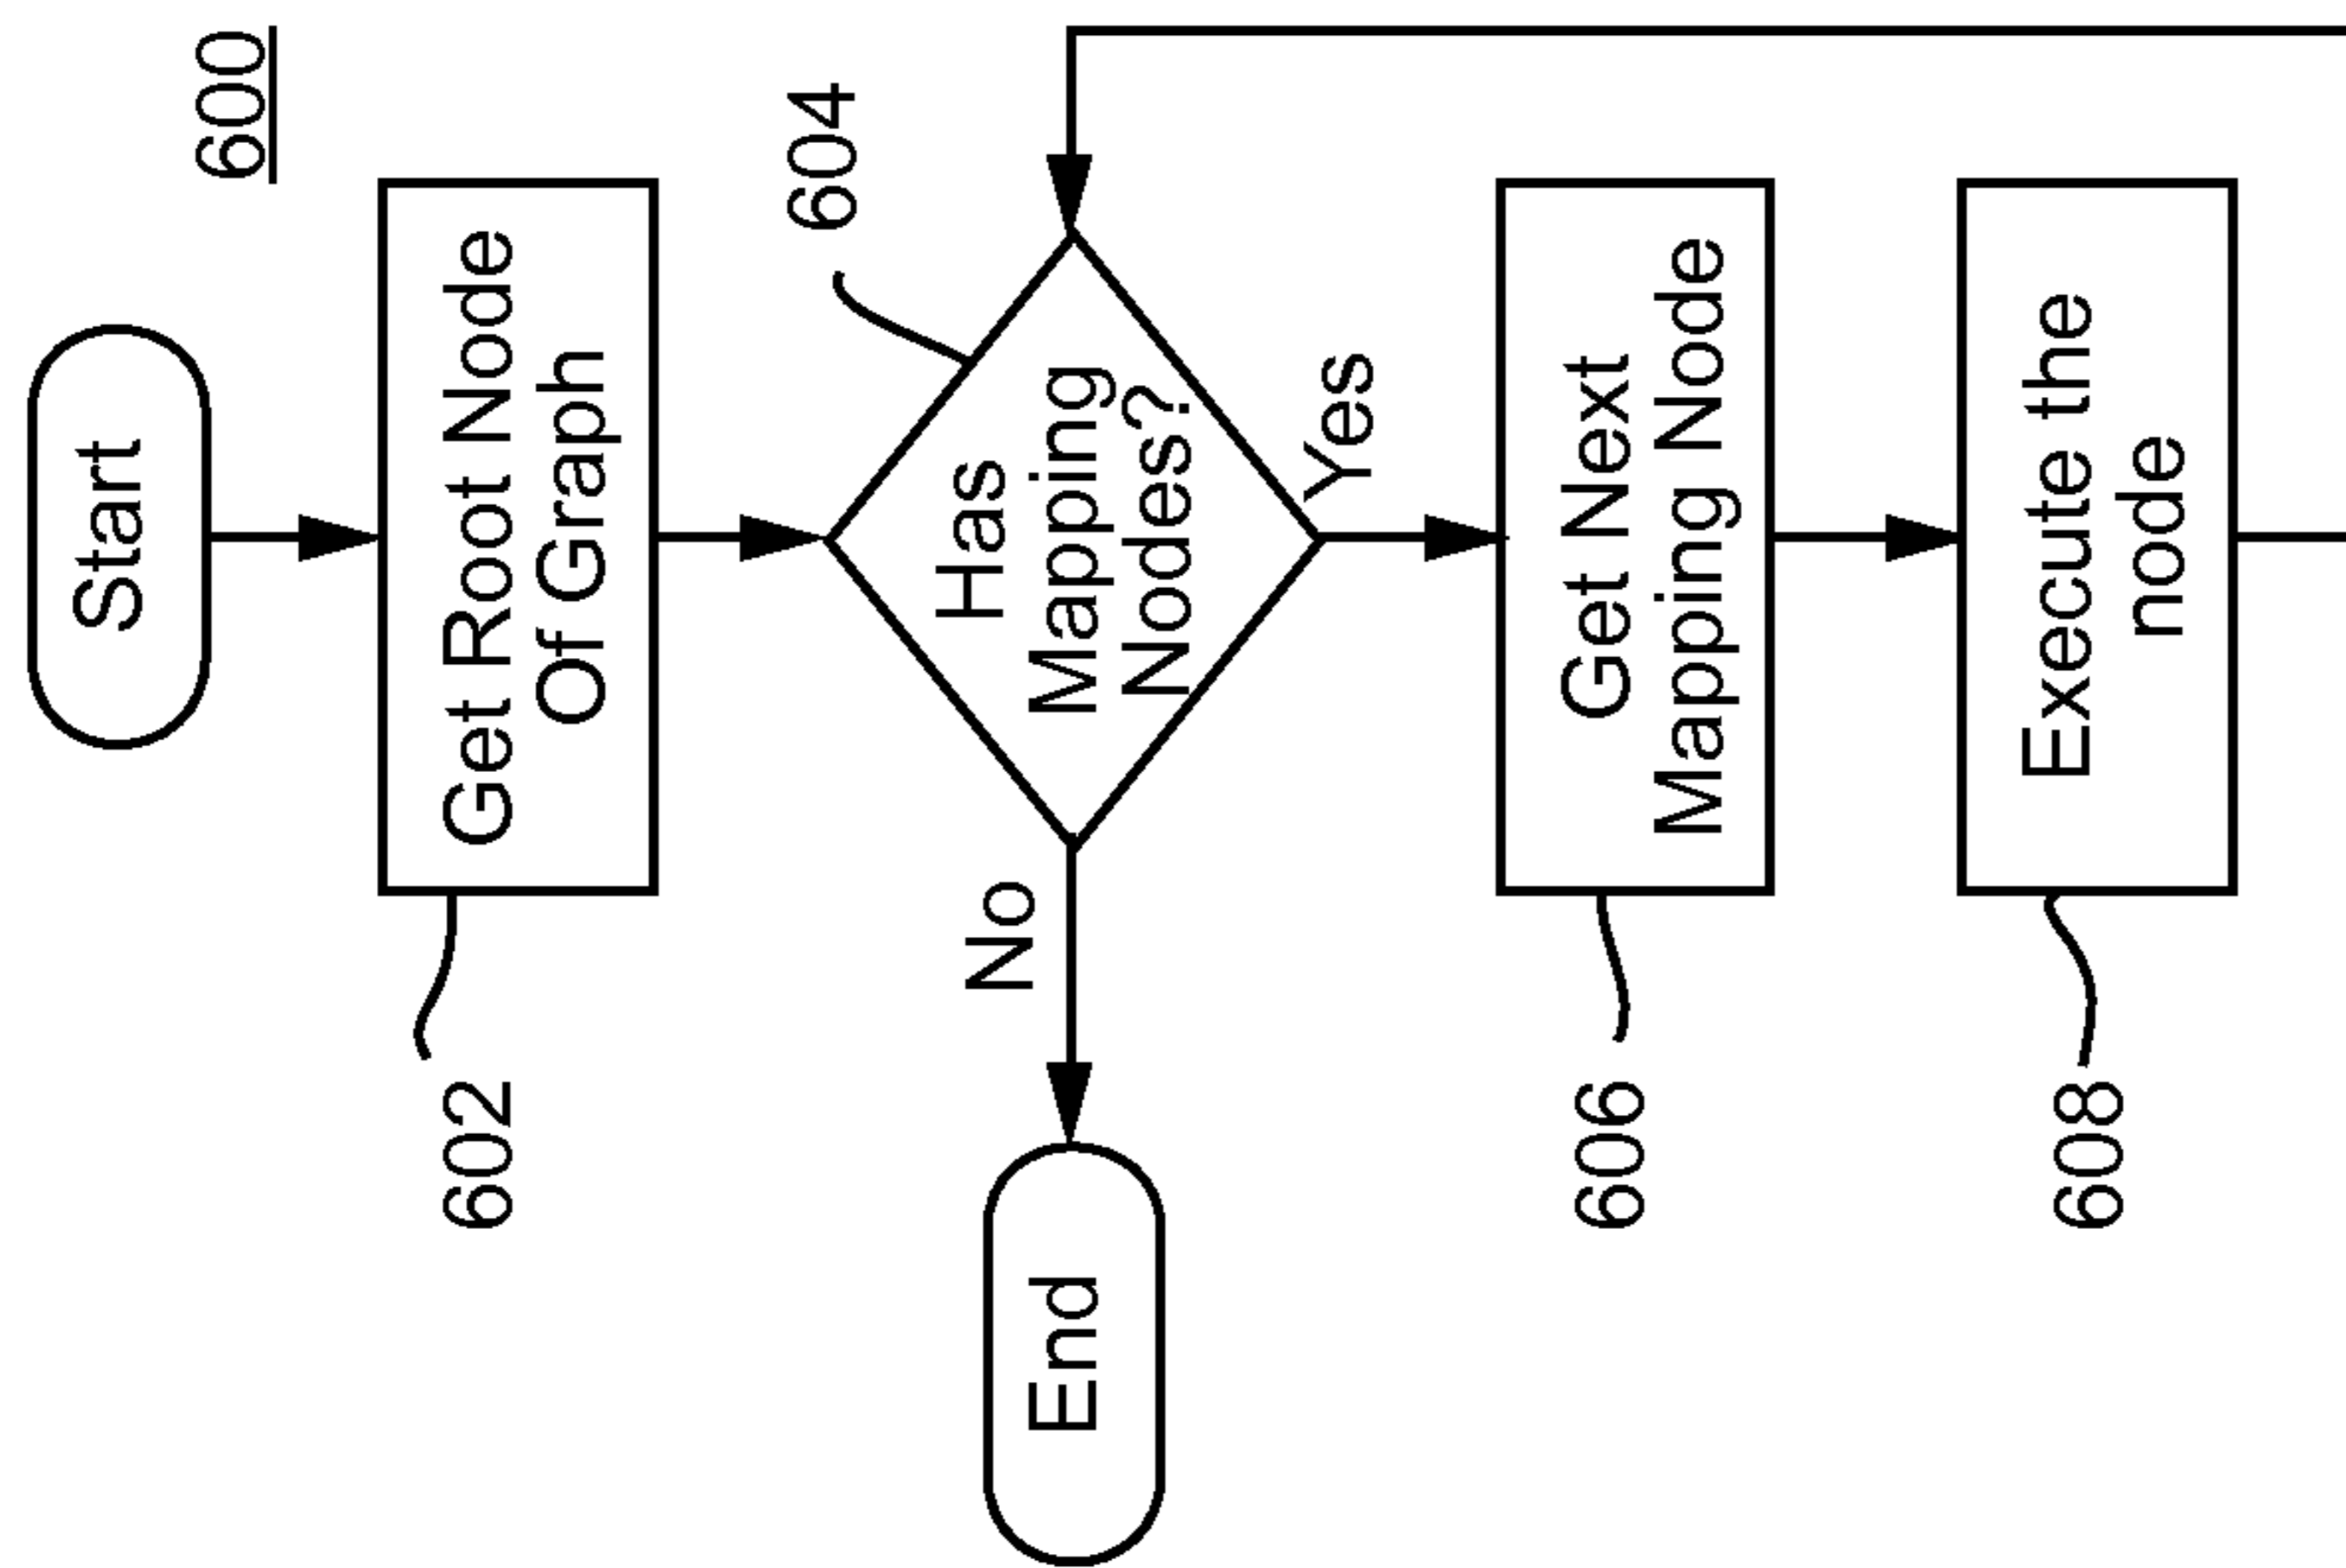 600
Start
602
Get Root Node
Of Graph
604
Has
Mapping
Nodes?
No
End
Yes
606
Get Next
Mapping Node
608
Execute the
node